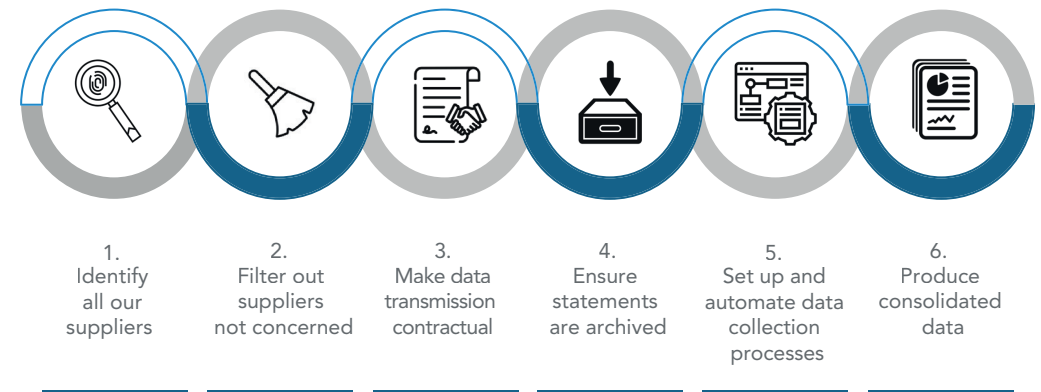 1.
Identify
all our
suppliers
2.
Filter out
suppliers
not concerned
3.
Make data
transmission
contractual
4.
Ensure
statements
are archived
5.
Set up and
automate data
collection
processes
6.
Produce
consolidated
data